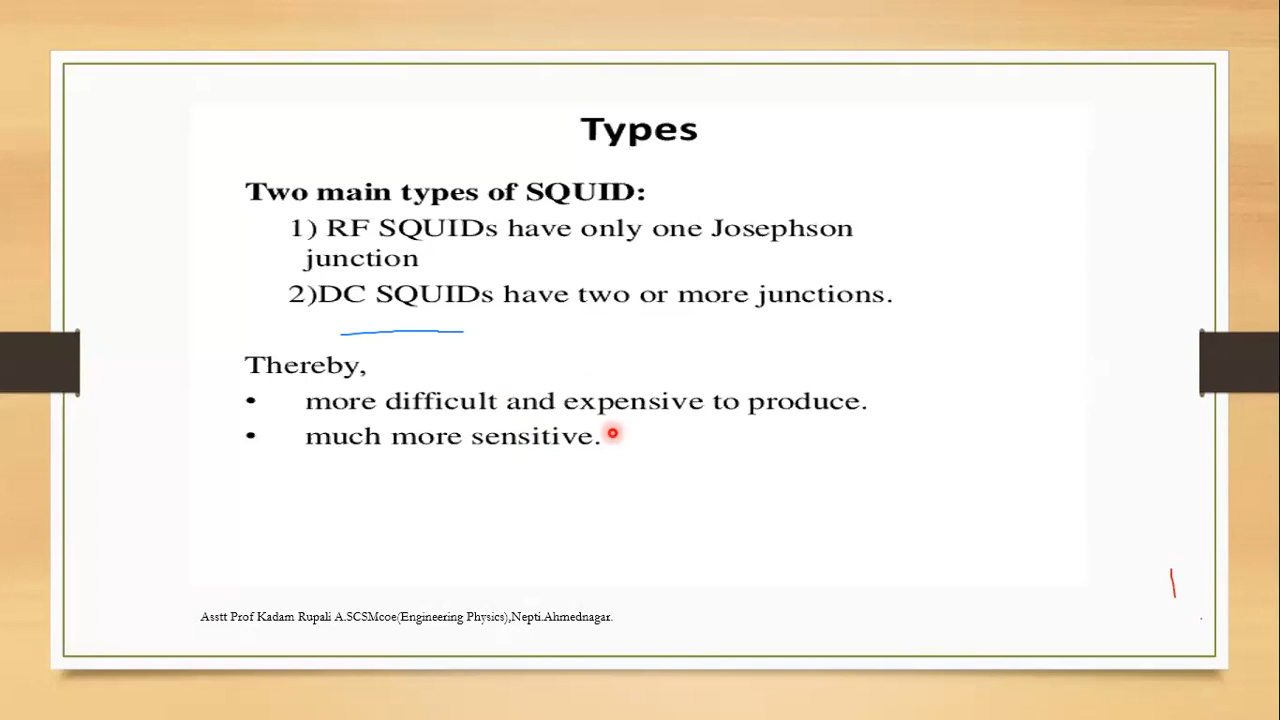 Types
Two main types of SQUID:
1) RF SQUIDs have only one Josephson
junction
2)DC SQUIDs have two or more junctions.
Thereby,
• more difficult and expensive to produce.
• much more sensitive.
Asstt Prof Kadam Rupali A.SCSMcoe(Engineering Physics),Nepti.Ahmednagar.